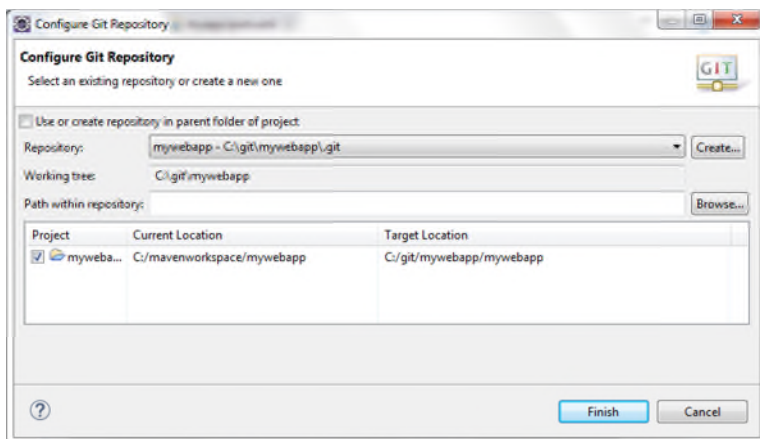 Configure Git Repository
Configure Git Repository
Select an existing repository or create a new one
GIT
Use or create repository in parent folder of project
Repository: mywebapp - C:\git\mywebapp\.git Create...
Working tree: C:\git\mywebapp
Path within repository: Browse...
Project Current Location Target Location
myweba... C:/mavenworkspace/mywebapp C:/git/mywebapp/mywebapp
? Finish Cancel